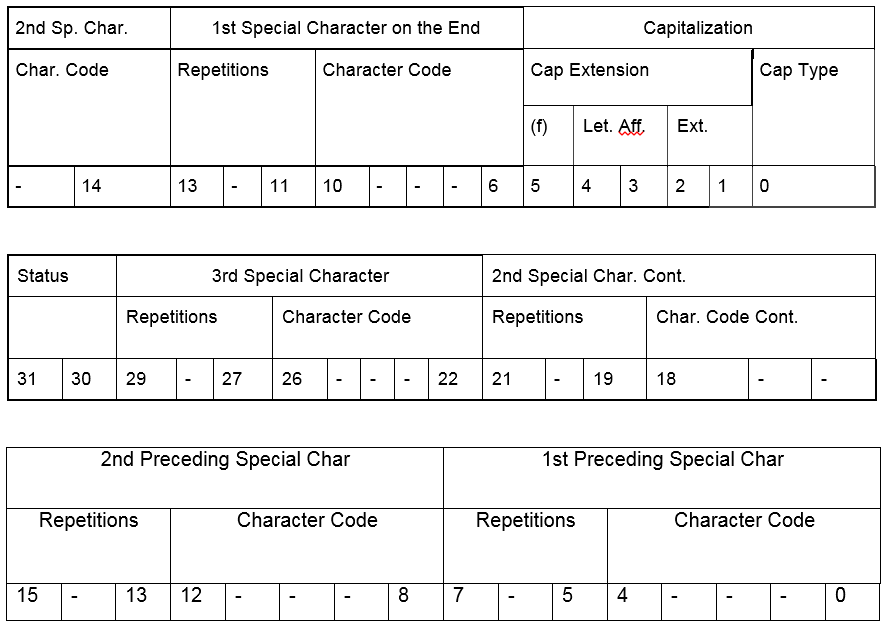 2nd Sp. Char. 1st Special Character on the End Capitalization
Char. Code Repetitions Character Code Cap Extension Cap Type
(f) Let. Aff. Ext.
- 14 13 - 11 10 - - - 6 5 4 3 2 1 0
Status 3rd Special Character 2nd Special Char. Cont.
Repetitions Character Code Repetitions Char. Code Cont.
31 30 29 - 27 26 - - - 22 21 - 19 18 - -
2nd Preceding Special Char 1st Preceding Special Char
Repetitions Character Code Repetitions Character Code
15 - 13 12 - - - 8 7 - 5 4 - - - 0